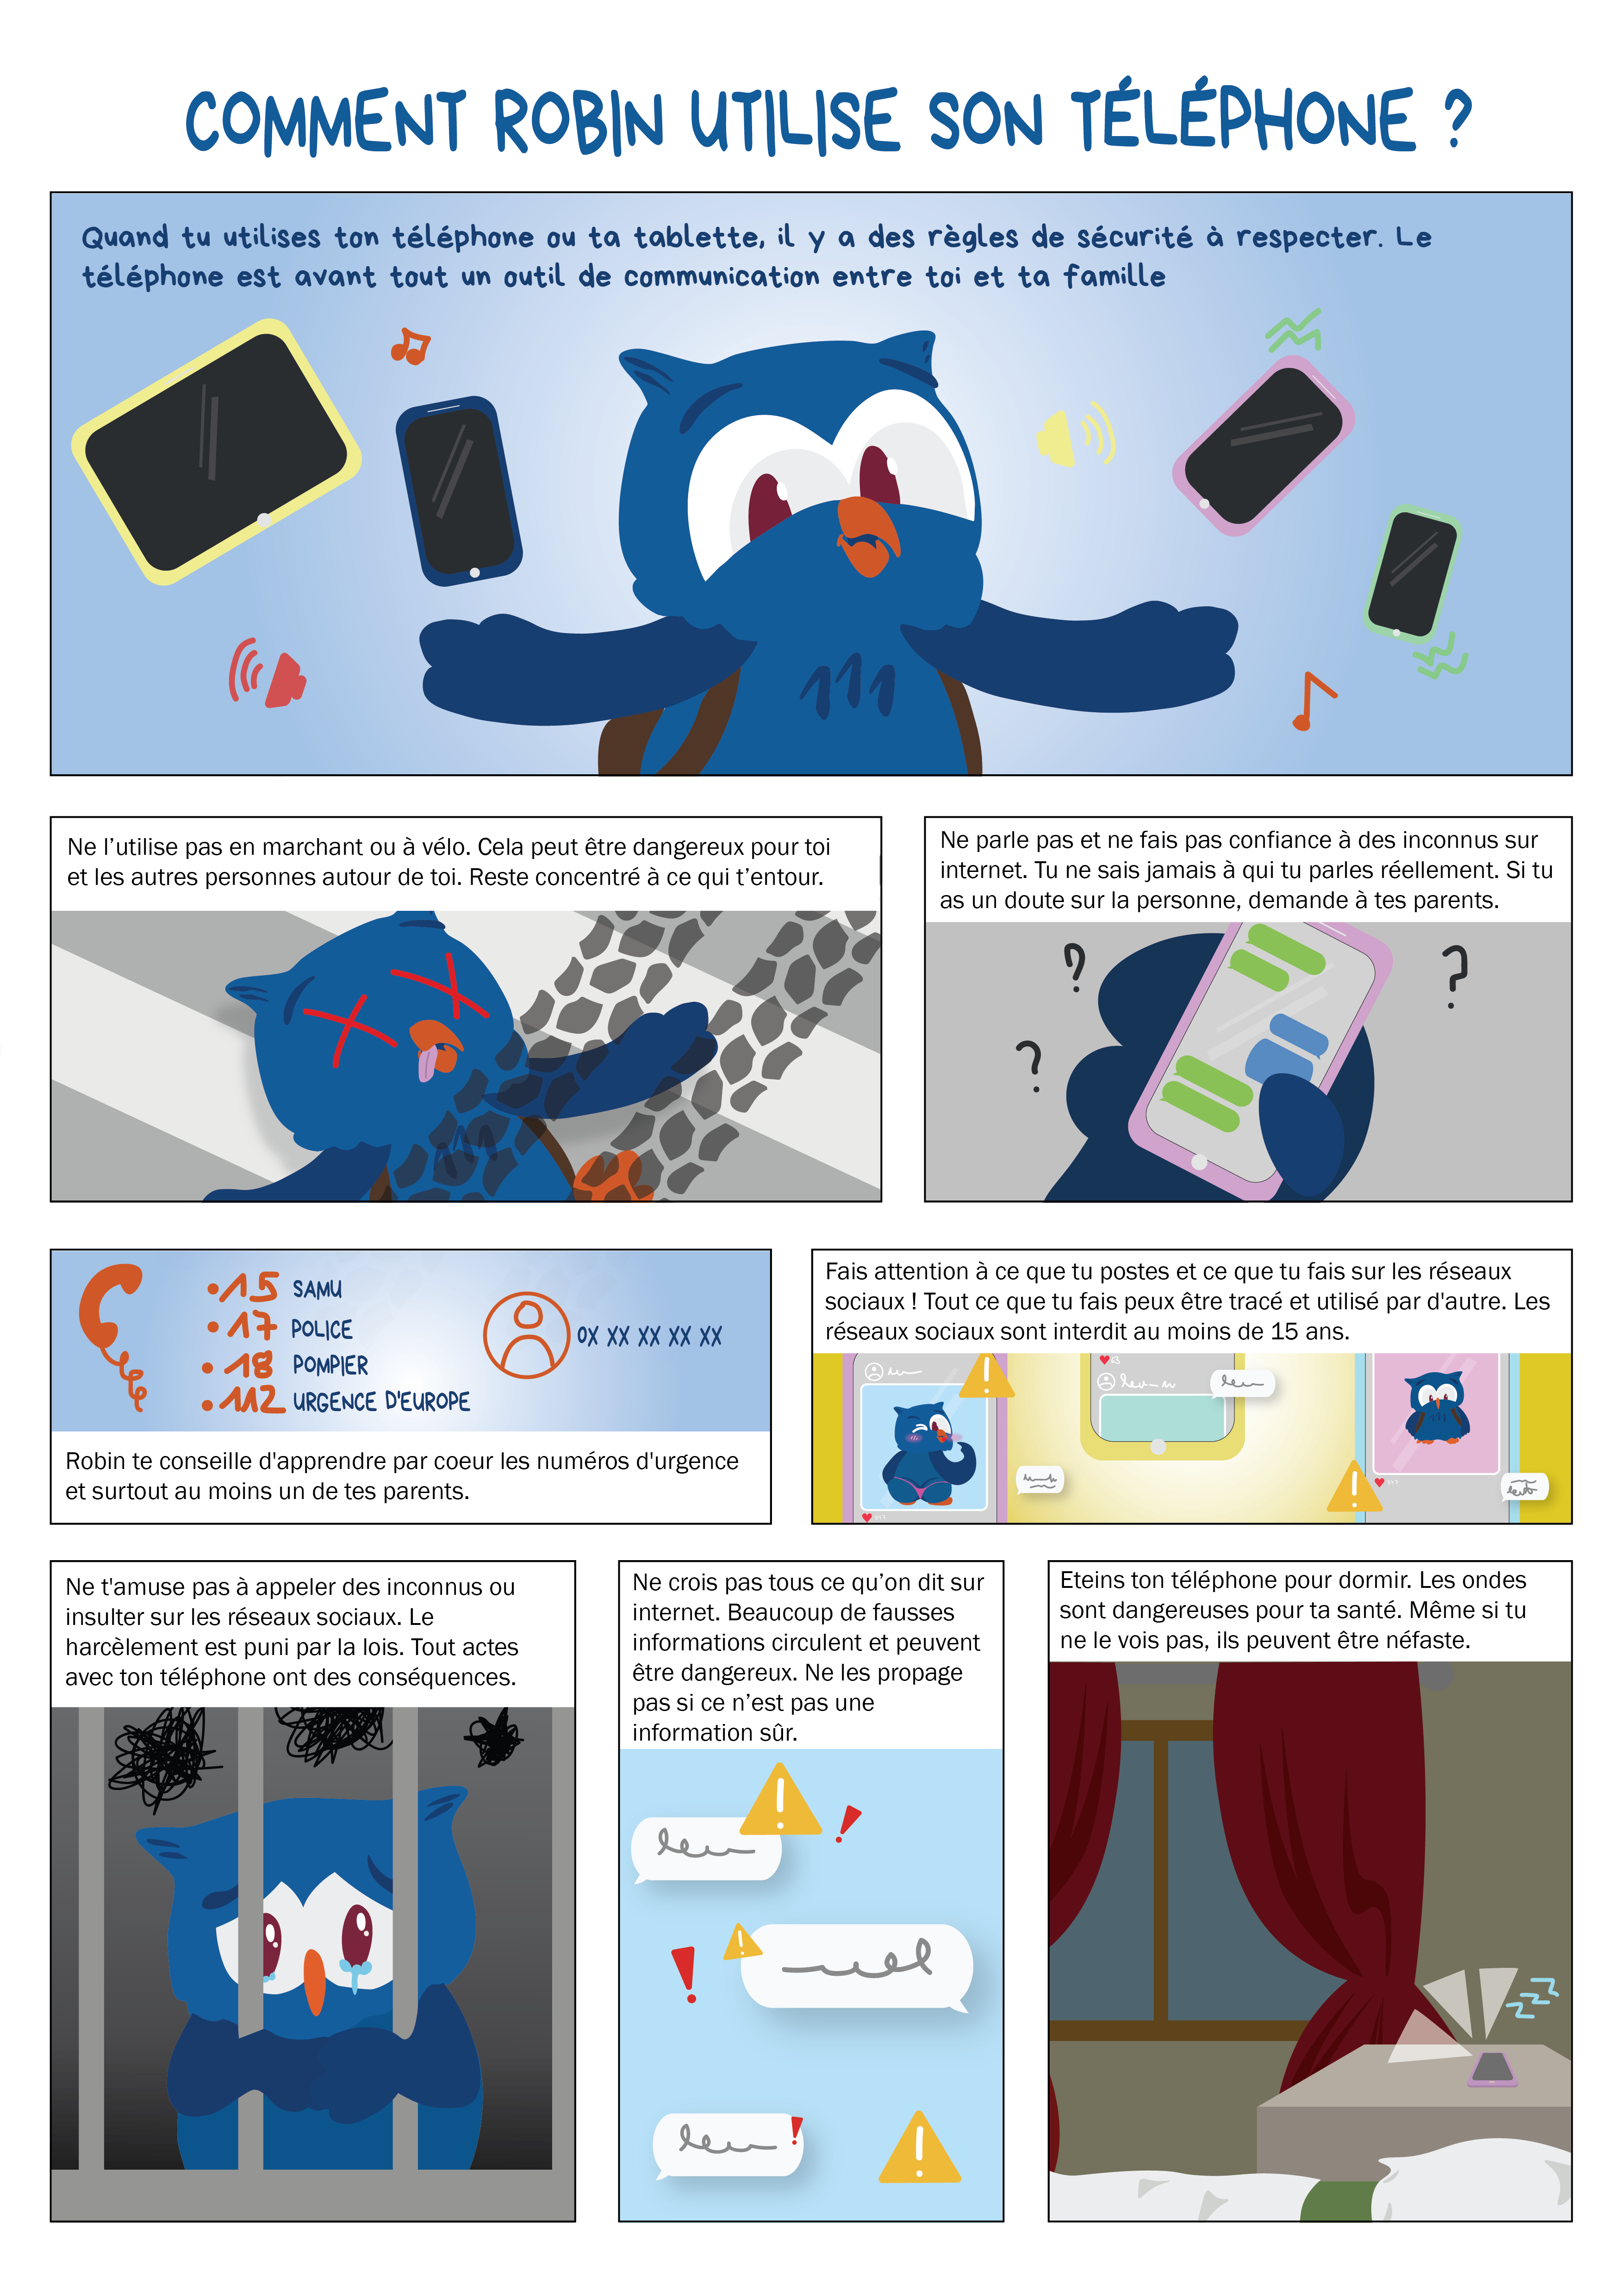 COMMENT ROBIN UTILISE SON TÉLÉPHONE ?
Quand tu utilises ton téléphone ou ta tablette, il y a des règles de sécurité à respecter. Le
téléphone est avant tout un outil de communication entre toi et ta famille
Ne l'utilise pas en marchant ou à vélo. Cela peut être dangereux pour toi
et les autres personnes autour de toi. Reste concentré à ce qui t'entour.
Ne parle pas et ne fais pas confiance à des inconnus sur
internet. Tu ne sais jamais à qui tu parles réellement. Si tu
as un doute sur la personne, demande à tes parents.
? ? ?
•15 SAMU
•17 POLICE
•18 POMPIER
•112 URGENCE D'EUROPE
0X XX XX XX XX
Robin te conseille d'apprendre par coeur les numéros d'urgence
et surtout au moins un de tes parents.
Fais attention à ce que tu postes et ce que tu fais sur les réseaux
sociaux ! Tout ce que tu fais peux être tracé et utilisé par d'autre. Les
réseaux sociaux sont interdit au moins de 15 ans.
Ne t'amuse pas à appeler des inconnus ou
insulter sur les réseaux sociaux. Le
harcèlement est puni par la lois. Tout actes
avec ton téléphone ont des conséquences.
Ne crois pas tous ce qu'on dit sur
internet. Beaucoup de fausses
informations circulent et peuvent
être dangereux. Ne les propage
pas si ce n'est pas une
information sûr.
Eteins ton téléphone pour dormir. Les ondes
sont dangereuses pour ta santé. Même si tu
ne le vois pas, ils peuvent être néfaste.